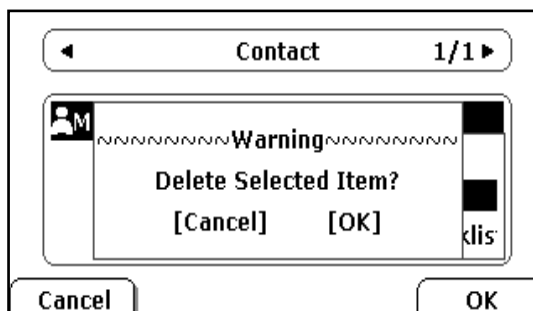 Contact 1/1
M
~~~~~~~~Warning~~~~~~~~
Delete Selected Item?
[Cancel] [OK]
Cancel OK